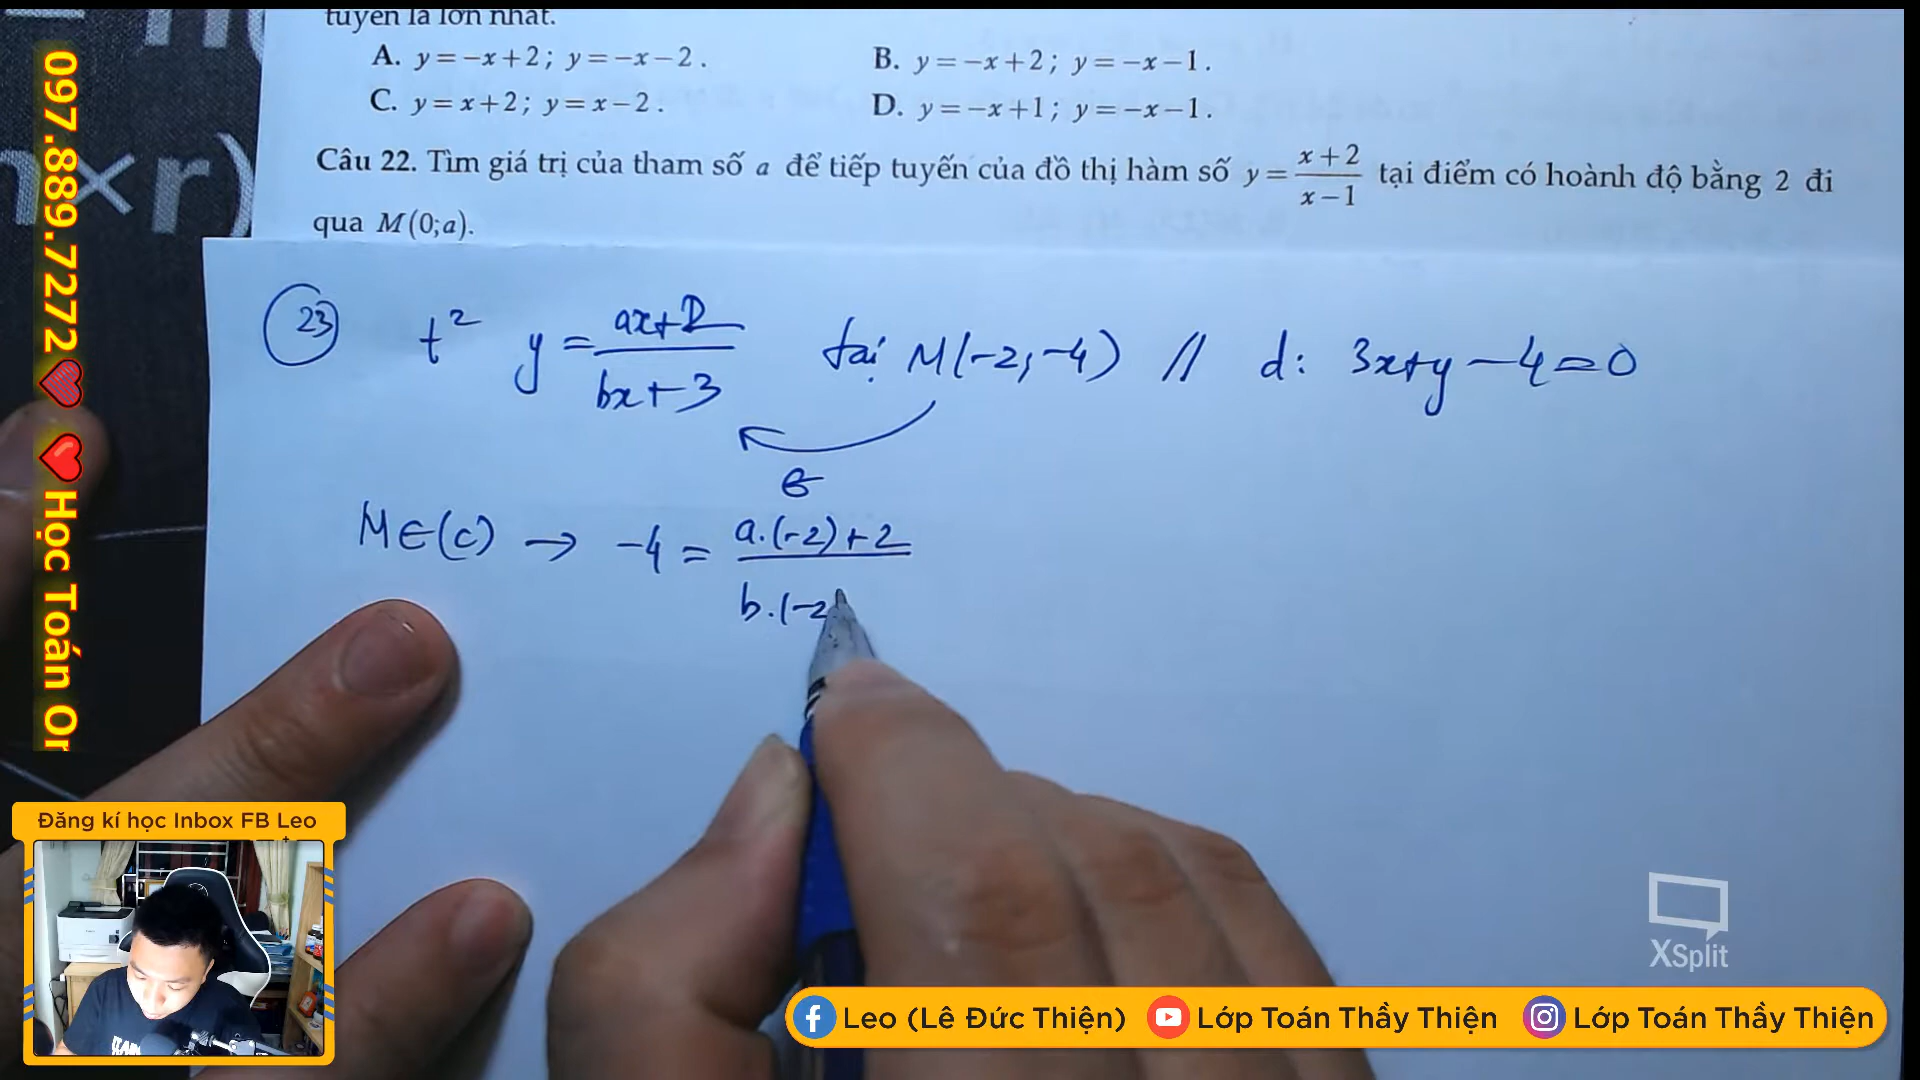 tuyến là lớn nhất.
A. y = −x + 2; y = −x − 2. B. y = −x + 2; y = −x − 1.
C. y = x + 2; y = x − 2. D. y = −x + 1; y = −x − 1.
Câu 22. Tìm giá trị của tham số a để tiếp tuyến của đồ thị hàm số y = (x + 2)/(x − 1) tại điểm có hoành độ bằng 2 đi
qua M(0;a).
23 t² y = (ax+2)/(bx+3) tại M(-2;-4) // d: 3x+y-4=0
M∈(C) → -4 = (a.(-2)+2)/(b.(-2
097.889.7272 Học Toán On
Đăng kí học Inbox FB Leo
XSplit
Leo (Lê Đức Thiện) Lớp Toán Thầy Thiện Lớp Toán Thầy Thiện